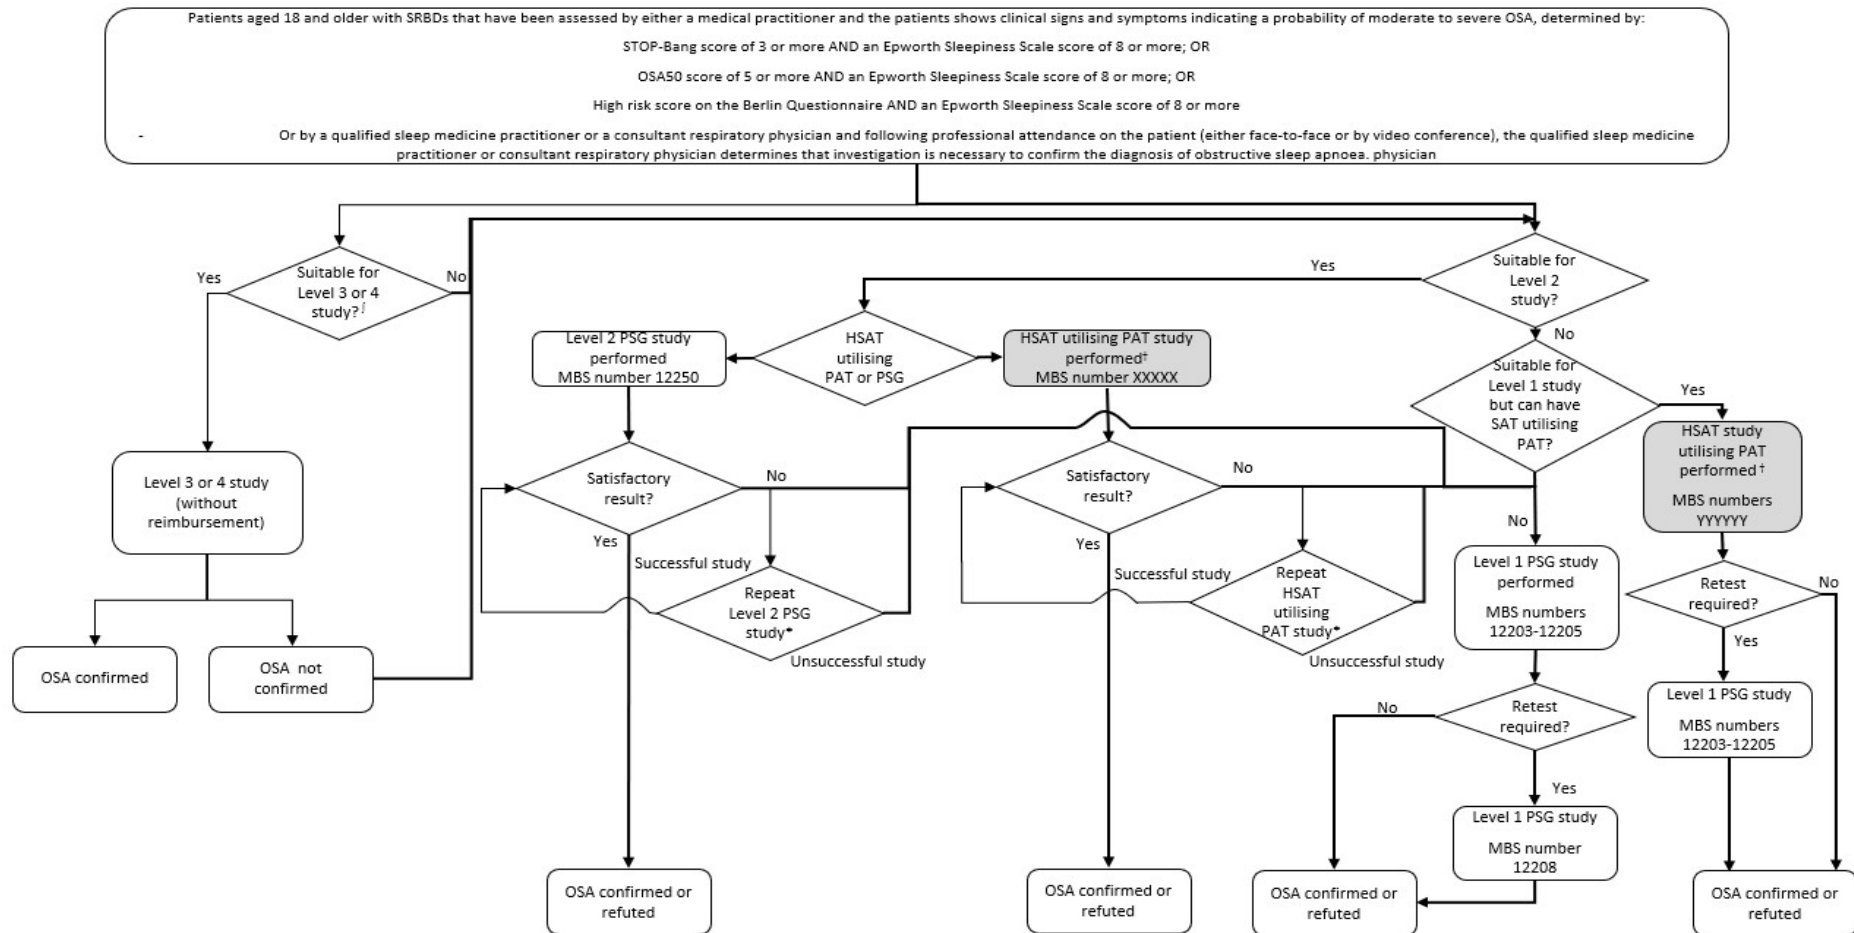 Patients aged 18 and older with SRBDs that have been assessed by either a medical practitioner and the patients shows clinical signs and symptoms indicating a probability of moderate to severe OSA, determined by:
STOP-Bang score of 3 or more AND an Epworth Sleepiness Scale score of 8 or more; OR
OSA50 score of 5 or more AND an Epworth Sleepiness Scale score of 8 or more; OR
High risk score on the Berlin Questionnaire AND an Epworth Sleepiness Scale score of 8 or more
- Or by a qualified sleep medicine practitioner or a consultant respiratory physician and following professional attendance on the patient (either face-to-face or by video conference), the qualified sleep medicine
practitioner or consultant respiratory physician determines that investigation is necessary to confirm the diagnosis of obstructive sleep apnoea. physician
Yes
Suitable for
Level 3 or 4
study?⌠
No
Level 3 or 4 study
(without
reimbursement)
OSA confirmed
OSA not
confirmed
Yes
Suitable for
Level 2
study?
No
HSAT
utilising
PAT or PSG
Level 2 PSG study
performed
MBS number 12250
Satisfactory
result?
No
Yes
Successful study
Repeat
Level 2 PSG
study*
Unsuccessful study
OSA confirmed or
refuted
HSAT utilising PAT study
performed†
MBS number XXXXX
Satisfactory
result?
No
Yes
Successful study
Repeat
HSAT
utilising
PAT study*
Unsuccessful study
OSA confirmed or
refuted
Suitable for
Level 1 study
but can have
SAT utilising
PAT?
Yes
No
Level 1 PSG study
performed
MBS numbers
12203-12205
Retest
required?
No
Yes
Level 1 PSG study
MBS number
12208
OSA confirmed or
refuted
HSAT study
utilising PAT
performed†
MBS numbers
YYYYYY
Retest
required?
No
Yes
Level 1 PSG study
MBS numbers
12203-12205
OSA confirmed
or refuted